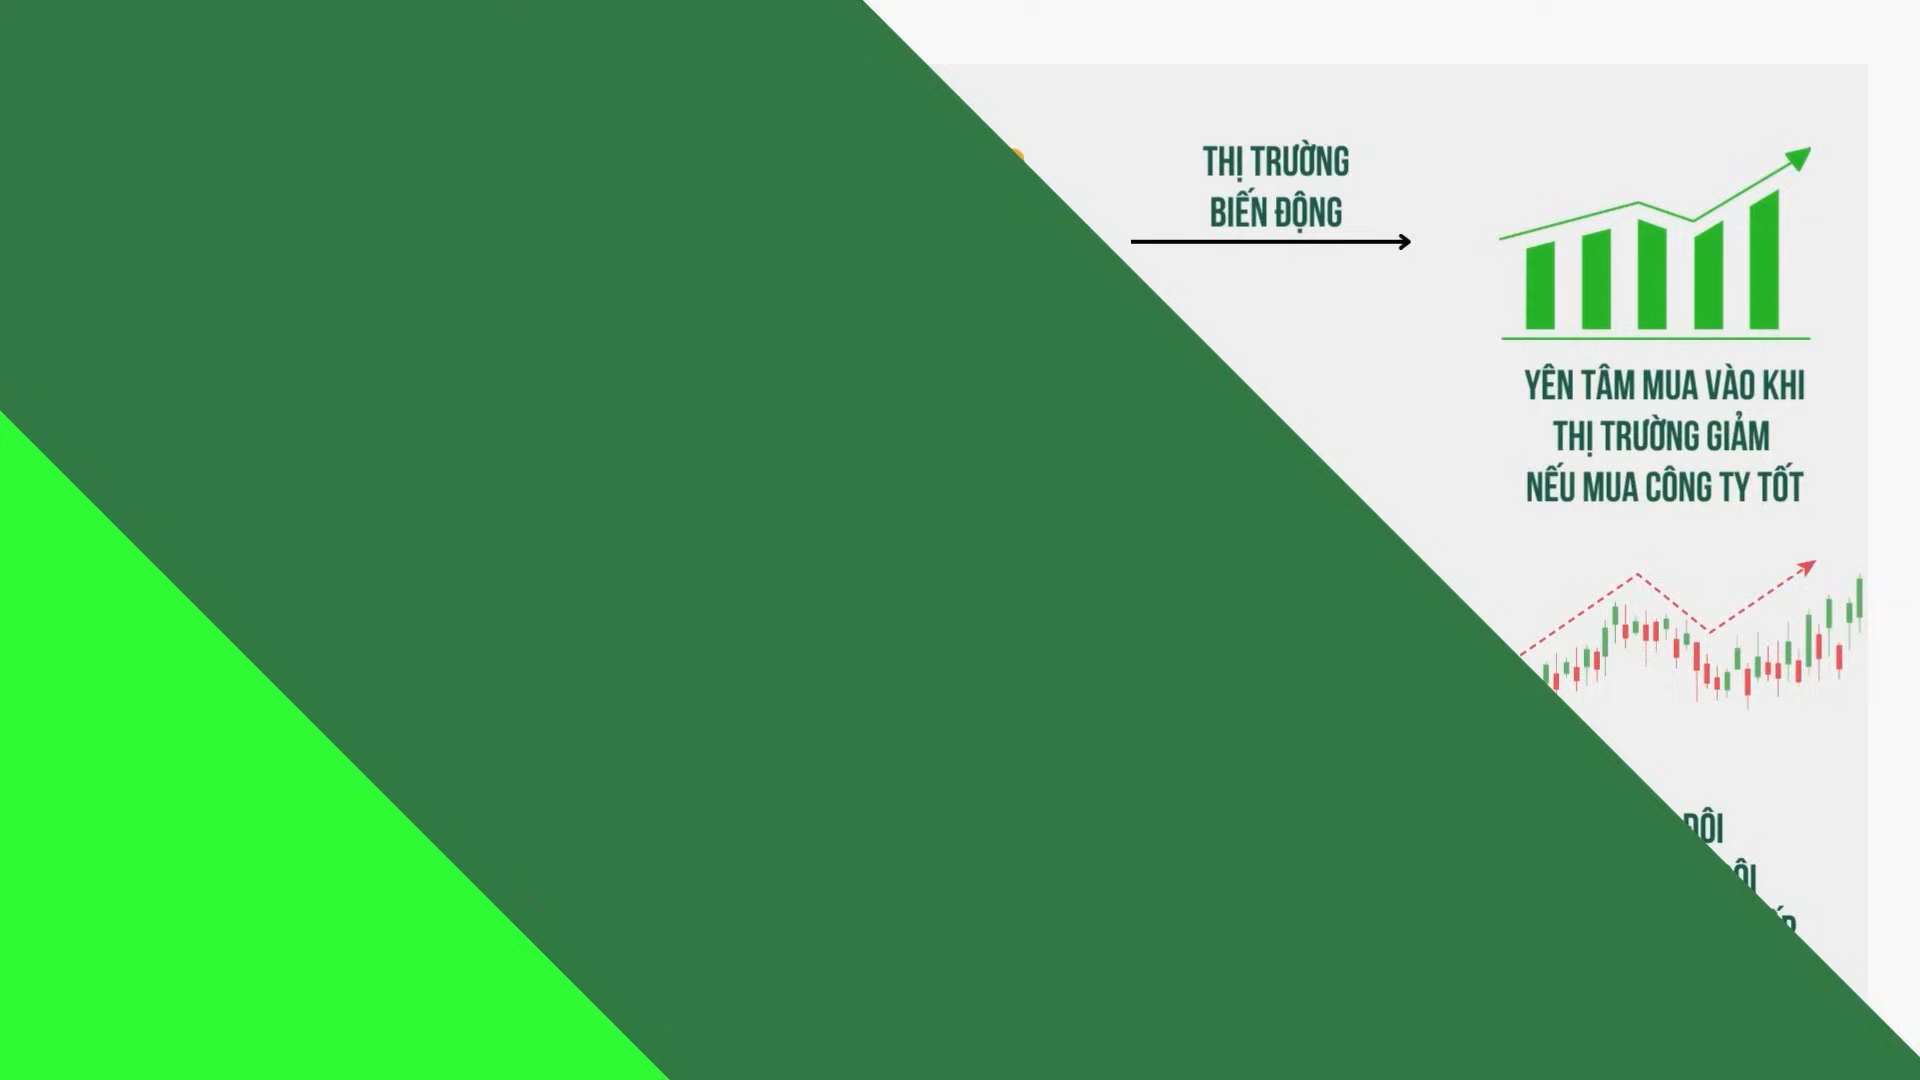 THỊ TRƯỜNG
BIẾN ĐỘNG
YÊN TÂM MUA VÀO KHI
THỊ TRƯỜNG GIẢM
NẾU MUA CÔNG TY TỐT